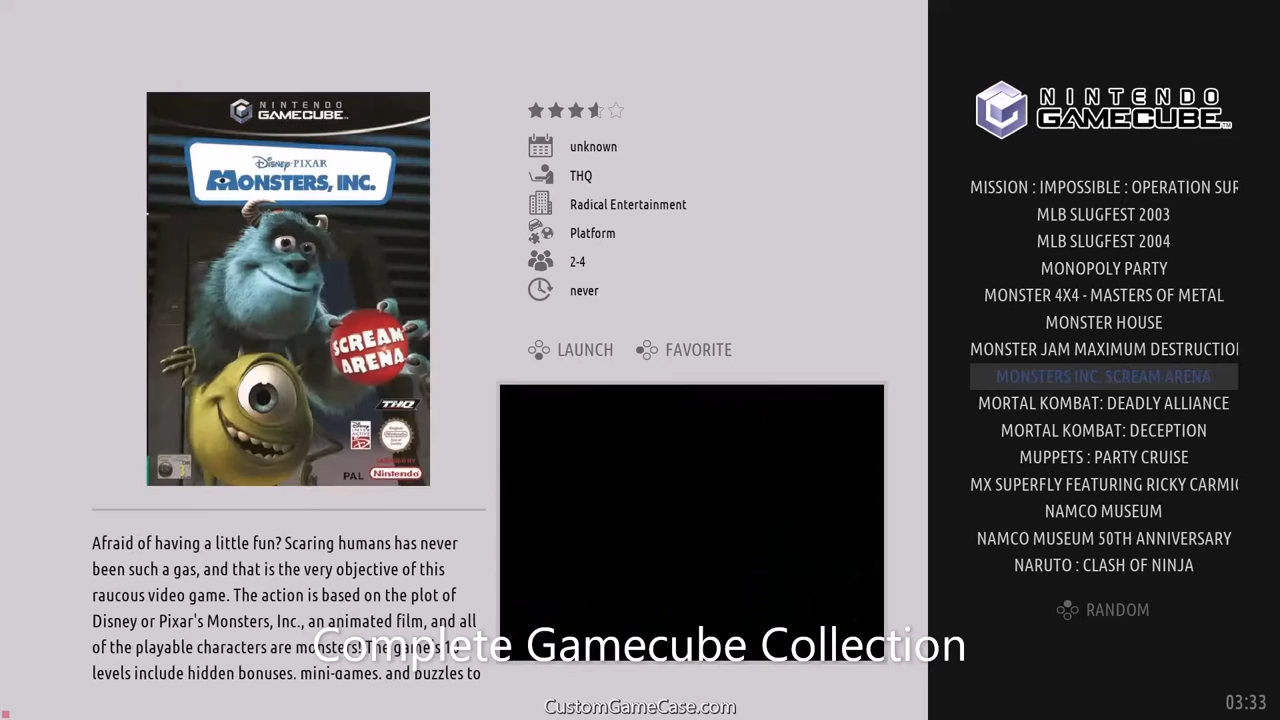 NINTENDO
GAMECUBE™
Disney·PIXAR
MONSTERS, INC.
SCREAM
ARENA
THQ
PAL
Nintendo
unknown
THQ
Radical Entertainment
Platform
2-4
never
LAUNCH
FAVORITE
Afraid of having a little fun? Scaring humans has never
been such a gas, and that is the very objective of this
raucous video game. The action is based on the plot of
Disney or Pixar's Monsters, Inc., an animated film, and all
of the playable characters are monsters! The game's
levels include hidden bonuses, mini-games, and puzzles to
Complete Gamecube Collection
CustomGameCase.com
NINTENDO
GAMECUBE™
MISSION : IMPOSSIBLE : OPERATION SUR
MLB SLUGFEST 2003
MLB SLUGFEST 2004
MONOPOLY PARTY
MONSTER 4X4 - MASTERS OF METAL
MONSTER HOUSE
MONSTER JAM MAXIMUM DESTRUCTION
MONSTERS INC SCREAM ARENA
MORTAL KOMBAT: DEADLY ALLIANCE
MORTAL KOMBAT: DECEPTION
MUPPETS : PARTY CRUISE
MX SUPERFLY FEATURING RICKY CARMIC
NAMCO MUSEUM
NAMCO MUSEUM 50TH ANNIVERSARY
NARUTO : CLASH OF NINJA
RANDOM
03:33